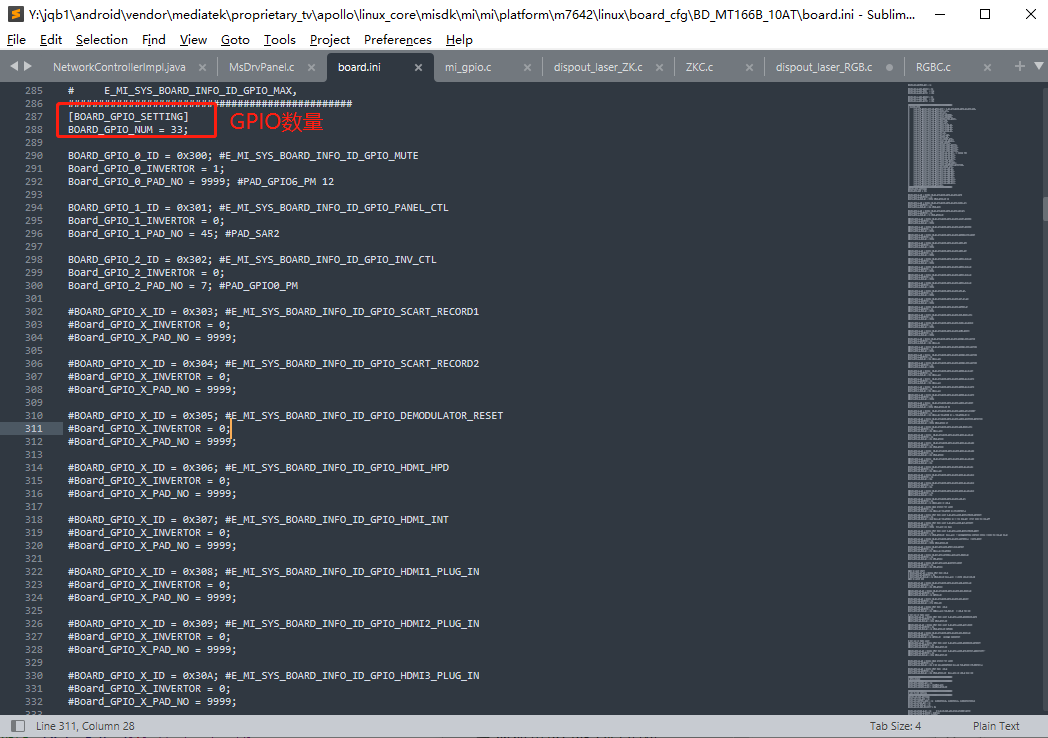 Y:\jqb1\android\vendor\mediatek\proprietary_tv\apollo\linux_core\misdk\mi\mi\platform\m7642\linux\board_cfg\BD_MT166B_10AT\board.ini - Sublim...
File Edit Selection Find View Goto Tools Project Preferences Help
NetworkControllerImpl.java MsDrvPanel.c board.ini mi_gpio.c dispout_laser_ZK.c ZKC.c dispout_laser_RGB.c RGBC.c
285 # E_MI_SYS_BOARD_INFO_ID_GPIO_MAX,
286 #############################################
287 [BOARD_GPIO_SETTING]
288 BOARD_GPIO_NUM = 33;
GPIO数量
289
290 BOARD_GPIO_0_ID = 0x300; #E_MI_SYS_BOARD_INFO_ID_GPIO_MUTE
291 Board_GPIO_0_INVERTOR = 1;
292 Board_GPIO_0_PAD_NO = 9999; #PAD_GPIO6_PM 12
293
294 BOARD_GPIO_1_ID = 0x301; #E_MI_SYS_BOARD_INFO_ID_GPIO_PANEL_CTL
295 Board_GPIO_1_INVERTOR = 0;
296 Board_GPIO_1_PAD_NO = 45; #PAD_SAR2
297
298 BOARD_GPIO_2_ID = 0x302; #E_MI_SYS_BOARD_INFO_ID_GPIO_INV_CTL
299 Board_GPIO_2_INVERTOR = 0;
300 Board_GPIO_2_PAD_NO = 7; #PAD_GPIO0_PM
301
302 #BOARD_GPIO_X_ID = 0x303; #E_MI_SYS_BOARD_INFO_ID_GPIO_SCART_RECORD1
303 #Board_GPIO_X_INVERTOR = 0;
304 #Board_GPIO_X_PAD_NO = 9999;
305
306 #BOARD_GPIO_X_ID = 0x304; #E_MI_SYS_BOARD_INFO_ID_GPIO_SCART_RECORD2
307 #Board_GPIO_X_INVERTOR = 0;
308 #Board_GPIO_X_PAD_NO = 9999;
309
310 #BOARD_GPIO_X_ID = 0x305; #E_MI_SYS_BOARD_INFO_ID_GPIO_DEMODULATOR_RESET
311 #Board_GPIO_X_INVERTOR = 0;
312 #Board_GPIO_X_PAD_NO = 9999;
313
314 #BOARD_GPIO_X_ID = 0x306; #E_MI_SYS_BOARD_INFO_ID_GPIO_HDMI_HPD
315 #Board_GPIO_X_INVERTOR = 0;
316 #Board_GPIO_X_PAD_NO = 9999;
317
318 #BOARD_GPIO_X_ID = 0x307; #E_MI_SYS_BOARD_INFO_ID_GPIO_HDMI_INT
319 #Board_GPIO_X_INVERTOR = 0;
320 #Board_GPIO_X_PAD_NO = 9999;
321
322 #BOARD_GPIO_X_ID = 0x308; #E_MI_SYS_BOARD_INFO_ID_GPIO_HDMI1_PLUG_IN
323 #Board_GPIO_X_INVERTOR = 0;
324 #Board_GPIO_X_PAD_NO = 9999;
325
326 #BOARD_GPIO_X_ID = 0x309; #E_MI_SYS_BOARD_INFO_ID_GPIO_HDMI2_PLUG_IN
327 #Board_GPIO_X_INVERTOR = 0;
328 #Board_GPIO_X_PAD_NO = 9999;
329
330 #BOARD_GPIO_X_ID = 0x30A; #E_MI_SYS_BOARD_INFO_ID_GPIO_HDMI3_PLUG_IN
331 #Board_GPIO_X_INVERTOR = 0;
332 #Board_GPIO_X_PAD_NO = 9999;
Line 311, Column 28 Tab Size: 4 Plain Text